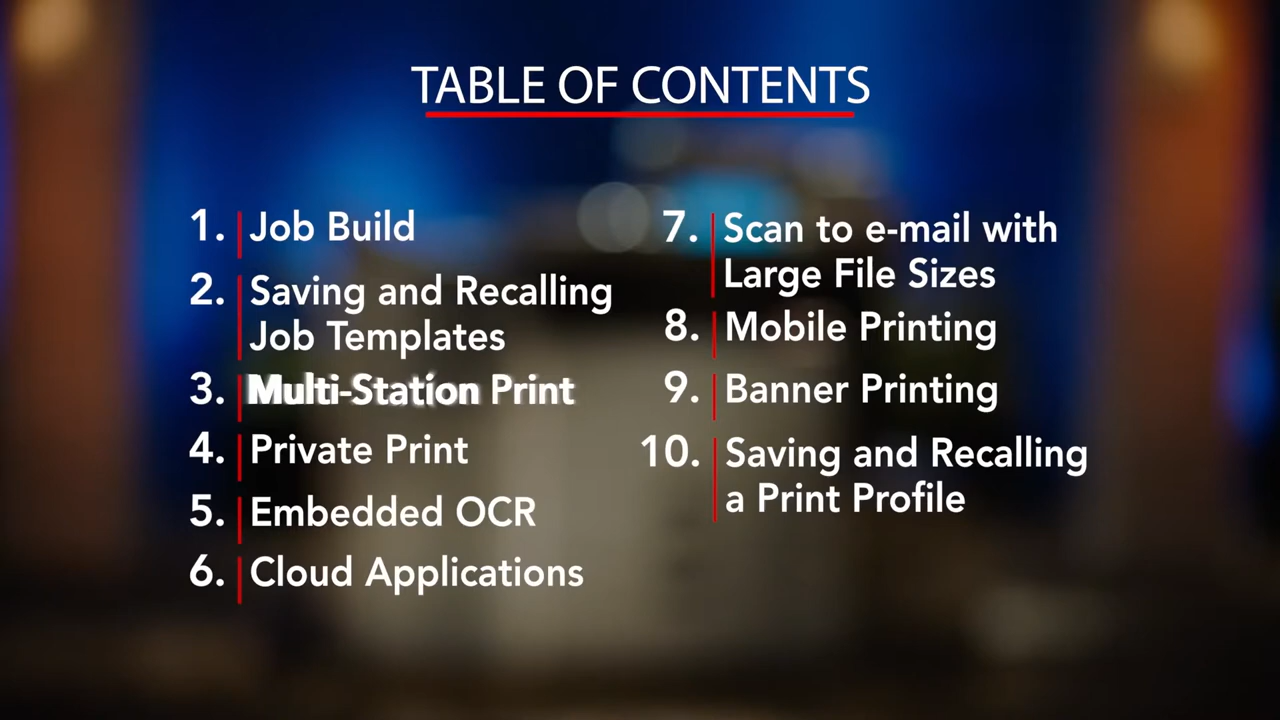 TABLE OF CONTENTS
1. Job Build
2. Saving and Recalling
Job Templates
3. Multi-Station Print
4. Private Print
5. Embedded OCR
6. Cloud Applications
7. Scan to e-mail with
Large File Sizes
8. Mobile Printing
9. Banner Printing
10. Saving and Recalling
a Print Profile